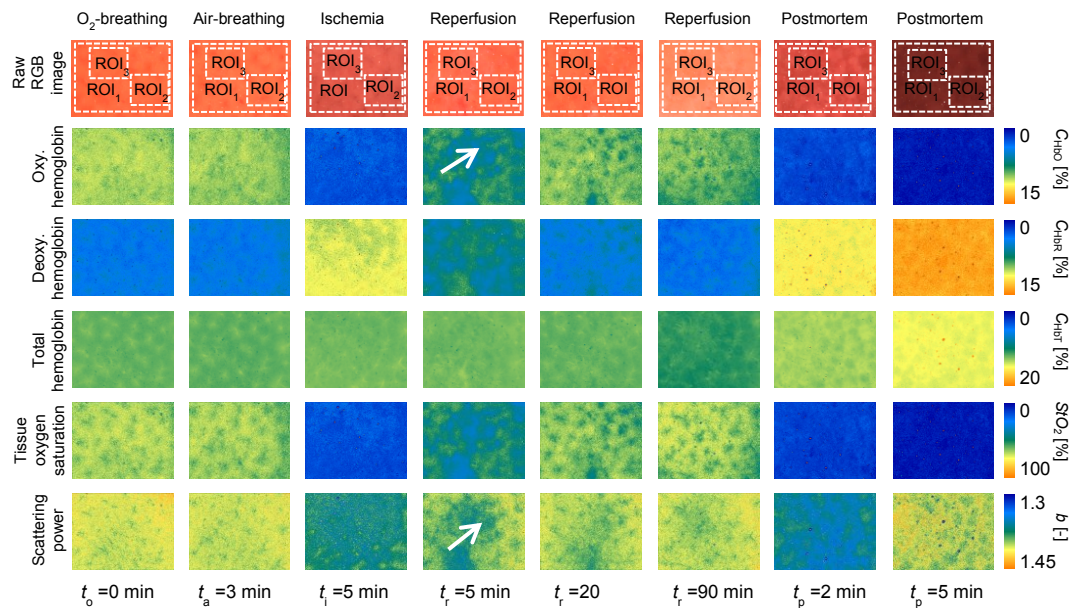 O2-breathing Air-breathing Ischemia Reperfusion Reperfusion Reperfusion Postmortem Postmortem
Raw
RGB
image
ROI3 ROI3 ROI3 ROI3 ROI3 ROI3 ROI3 ROI3
ROI1 ROI2 ROI1 ROI2 ROI ROI2 ROI1 ROI2 ROI1 ROI ROI1 ROI2 ROI1 ROI ROI1 ROI2
Oxy.
hemoglobin
0
15
CHbO [%]
Deoxy.
hemoglobin
0
15
CHbR [%]
Total
hemoglobin
0
20
CHbT [%]
Tissue
oxygen
saturation
0
100
StO2 [%]
Scattering
power
1.3
1.45
b [-]
to =0 min ta =3 min ti =5 min tr =5 min tr =20 tr =90 min tp =2 min tp =5 min